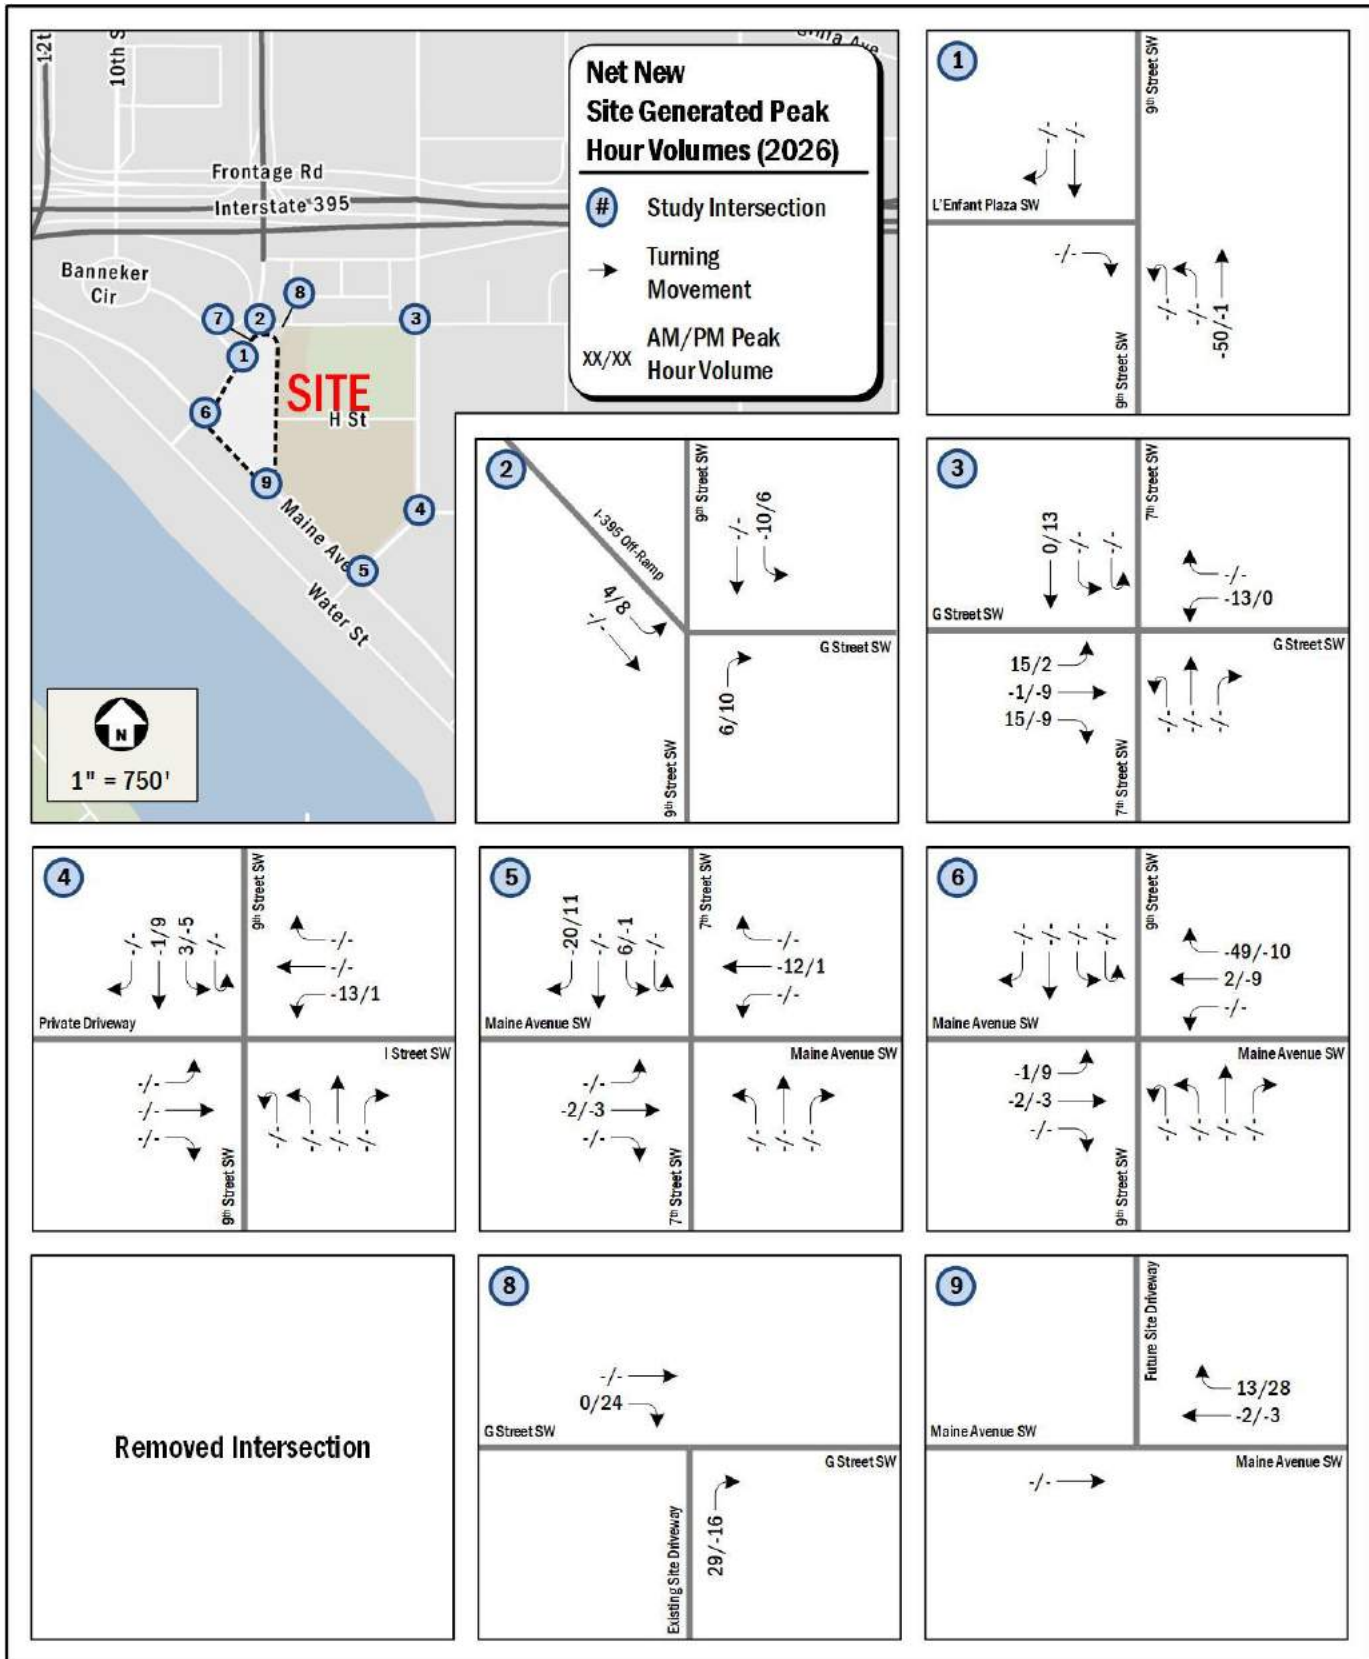 12t
10th S
Frontage Rd
Interstate 395
Banneker
Cir
7
2
8
3
1
SITE
6
H St
9
4
Maine Ave
5
Water St
N
1" = 750'
Net New
Site Generated Peak
Hour Volumes (2026)
# Study Intersection
Turning
Movement
XX/XX AM/PM Peak
Hour Volume
1
9th Street SW
-/- -/-
L'Enfant Plaza SW
-/-
-/- -/- -50/-1
9th Street SW
2
9th Street SW
I-395 Off-Ramp
-/- -10/6
4/8
-/-
G Street SW
6/10
9th Street SW
3
7th Street SW
0/13 -/- -/-
-/-
-13/0
G Street SW
G Street SW
15/2
-1/-9
15/-9
-/- -/- -/-
7th Street SW
4
9th Street SW
-/- -1/9 3/-5 -/-
-/-
-/-
-13/1
Private Driveway
I Street SW
-/-
-/-
-/-
-/- -/- -/- -/-
9th Street SW
5
7th Street SW
-20/11 -/- 6/-1 -/-
-/-
-12/1
-/-
Maine Avenue SW
Maine Avenue SW
-/-
-2/-3
-/-
-/- -/- -/-
7th Street SW
6
9th Street SW
-/- -/- -/- -/-
-49/-10
2/-9
-/-
Maine Avenue SW
Maine Avenue SW
-1/9
-2/-3
-/-
-/- -/- -/- -/-
9th Street SW
Removed Intersection
8
-/-
0/24
G Street SW
G Street SW
29/-16
Existing Site Driveway
9
Future Site Driveway
13/28
-2/-3
Maine Avenue SW
Maine Avenue SW
-/-